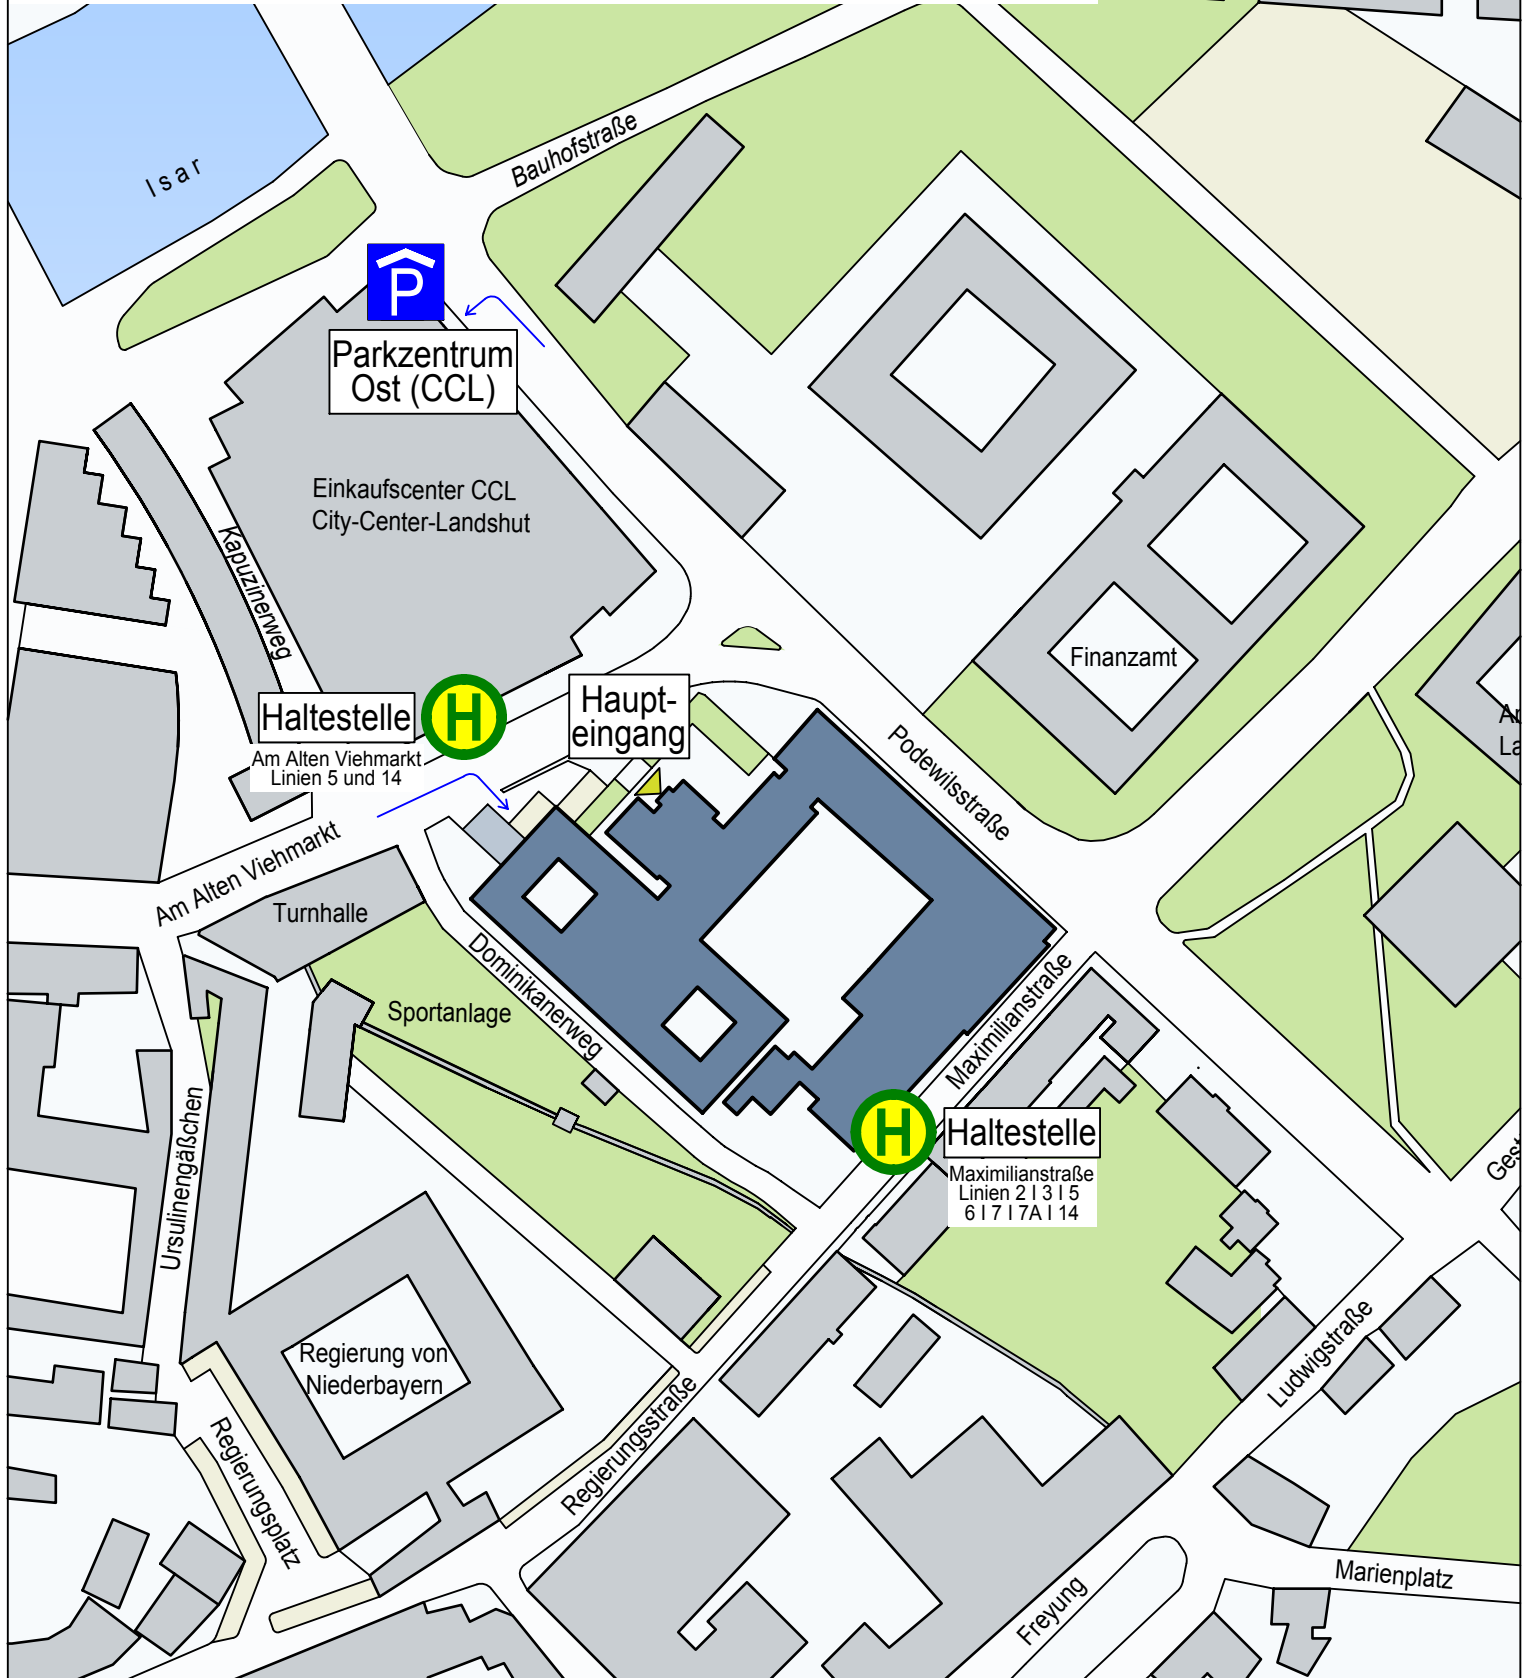 Isar
Bauhofstraße
P
Parkzentrum
Ost (CCL)
Einkaufscenter CCL
City-Center-Landshut
Kapuzinerweg
Finanzamt
Haltestelle
H
Am Alten Viehmarkt
Linien 5 und 14
Haupt-
eingang
Podewilsstraße
Am Alten Viehmarkt
Turnhalle
Dominikanerweg
Sportanlage
Maximilianstraße
H
Haltestelle
Maximilianstraße
Linien 2 I 3 I 5
6 I 7 I 7A I 14
Ursulinengäßchen
Regierung von
Niederbayern
Ludwigstraße
Regierungsstraße
Regierungsplatz
Marienplatz
Freyung
La
Gest